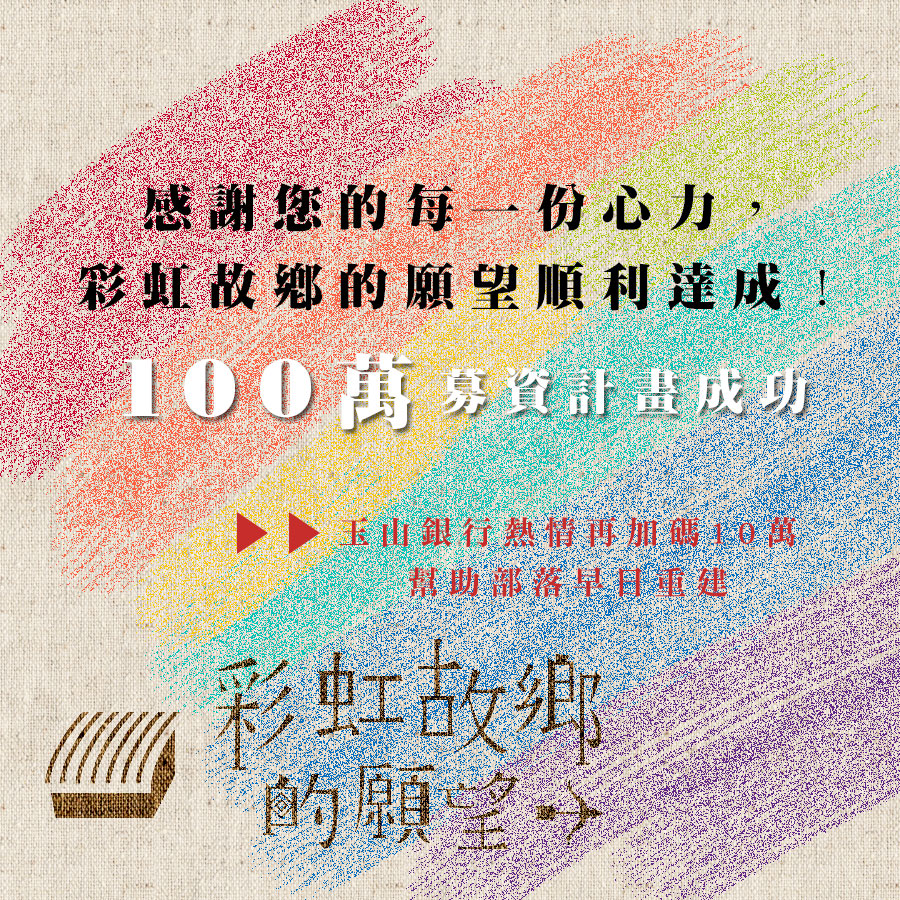 感謝您的每一份心力，
彩虹故鄉的願望順利達成！
100萬 募資計畫成功
玉山銀行熱情再加碼10萬
幫助部落早日重建
彩虹故鄉
的願望